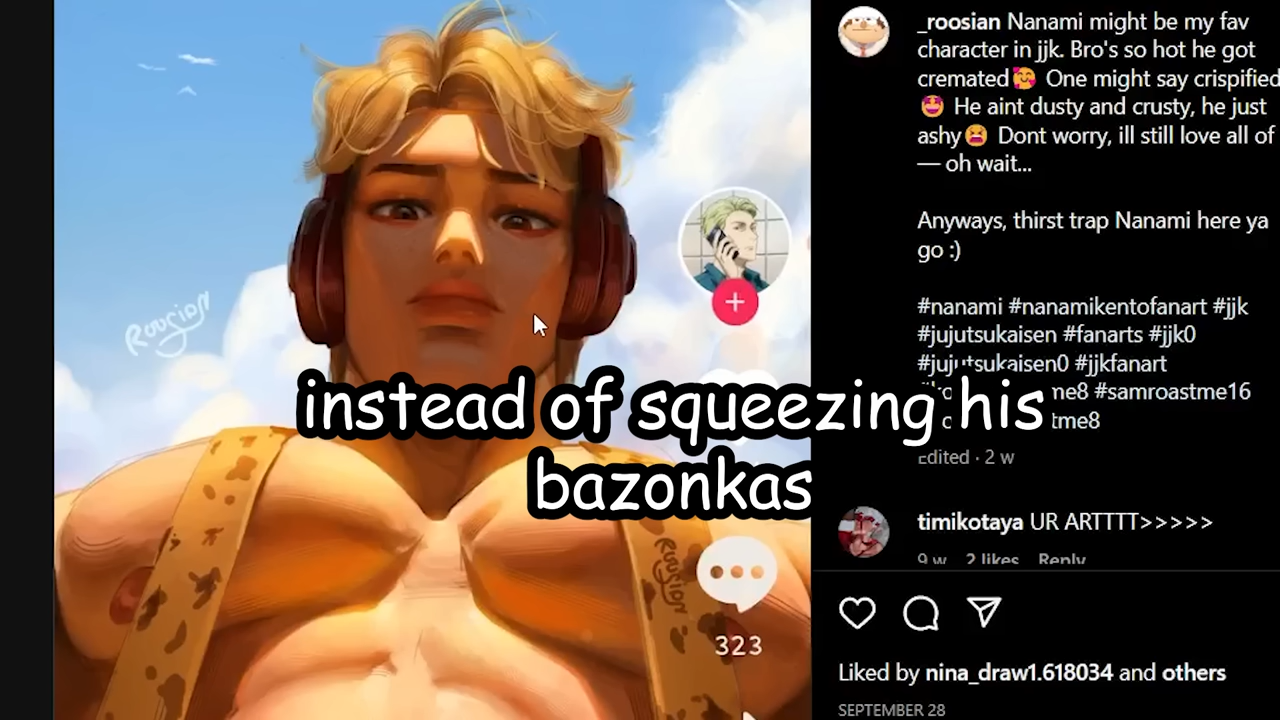 _roosian Nanami might be my fav
character in jjk. Bro's so hot he got
cremated🥰 One might say crispified
🤩 He aint dusty and crusty, he just
ashy😫 Dont worry, ill still love all of
— oh wait...
Anyways, thirst trap Nanami here ya
go :)
#nanami #nanamikentofanart #jjk
#jujutsukaisen #fanarts #jjk0
#jujutsukaisen0 #jjkfanart
#samroastme16
Edited · 2 w
timikotaya UR ARTTTT>>>>>
9 w 2 likes Reply
Liked by nina_draw1.618034 and others
SEPTEMBER 28
Roosian
instead of squeezing his
bazonkas
Roosian
323